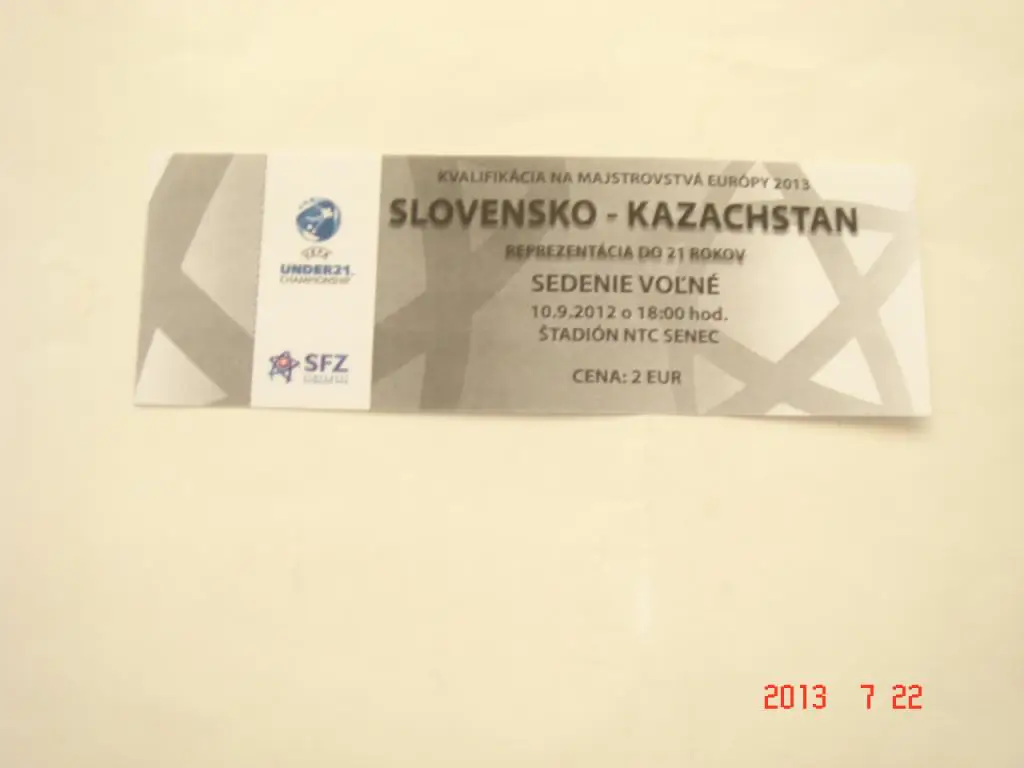 KVALIFIKÁCIA NA MAJSTROVSTVÁ EURÓPY 2013
SLOVENSKO - KAZACHSTAN
REPREZENTÁCIA DO 21 ROKOV
SEDENIE VOĽNÉ
10.9.2012 o 18:00 hod.
ŠTADIÓN NTC SENEC
CENA: 2 EUR
UEFA
UNDER21
CHAMPIONSHIP
SFZ
2013 7 22